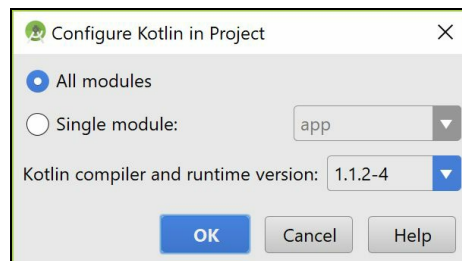 Configure Kotlin in Project
All modules
Single module: app
Kotlin compiler and runtime version: 1.1.2-4
OK Cancel Help